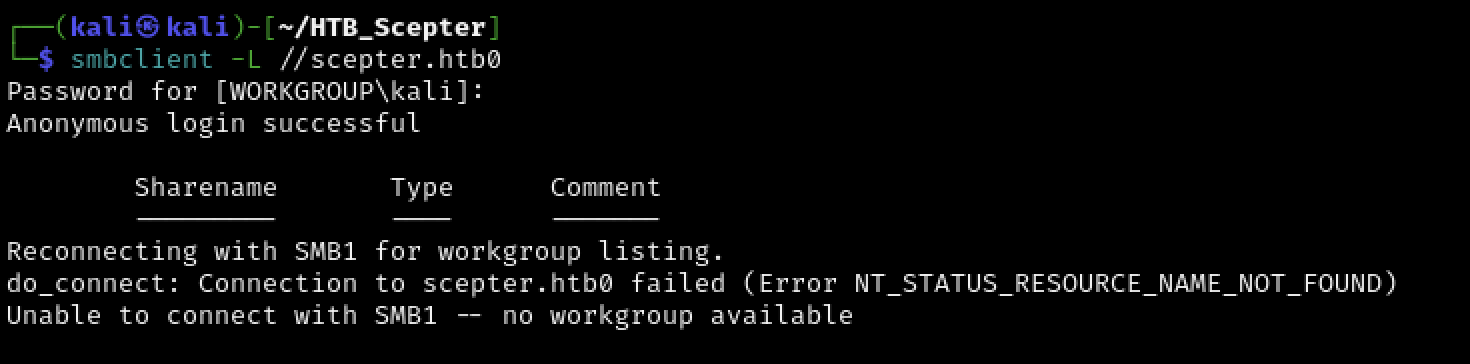 ┌──(kali㉿kali)-[~/HTB_Scepter]
└─$ smbclient -L //scepter.htb0
Password for [WORKGROUP\kali]:
Anonymous login successful
Sharename Type Comment
--------- ---- -------
Reconnecting with SMB1 for workgroup listing.
do_connect: Connection to scepter.htb0 failed (Error NT_STATUS_RESOURCE_NAME_NOT_FOUND)
Unable to connect with SMB1 -- no workgroup available